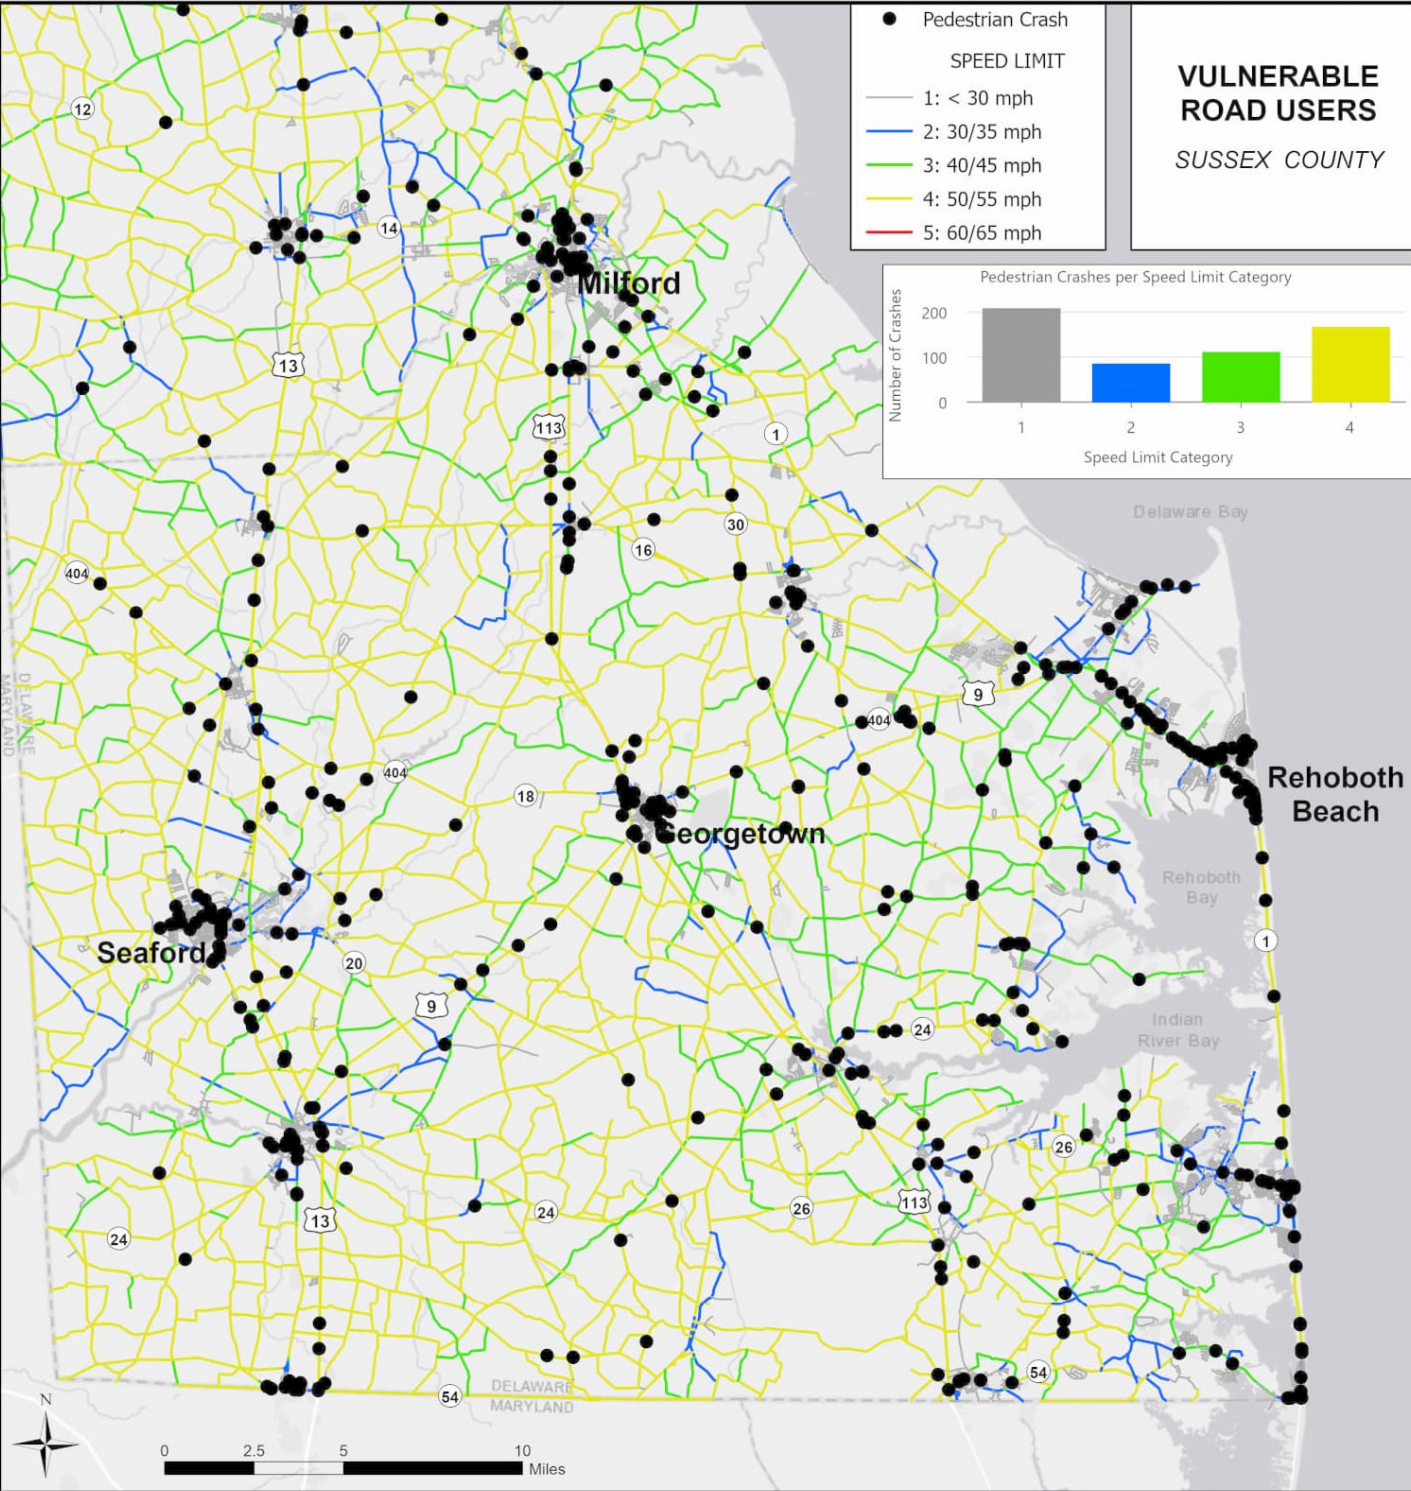 Pedestrian Crash
SPEED LIMIT
1: < 30 mph
2: 30/35 mph
3: 40/45 mph
4: 50/55 mph
5: 60/65 mph
VULNERABLE
ROAD USERS
SUSSEX COUNTY
Pedestrian Crashes per Speed Limit Category
Number of Crashes
200
100
0
1
2
3
4
Speed Limit Category
12
14
Milford
13
113
1
30
16
404
Delaware Bay
DELAWARE
MARYLAND
9
404
404
18
Georgetown
Rehoboth
Beach
Rehoboth
Bay
Seaford
20
1
9
24
Indian
River Bay
26
113
26
24
13
24
54
54
DELAWARE
MARYLAND
N
0
2.5
5
10
Miles